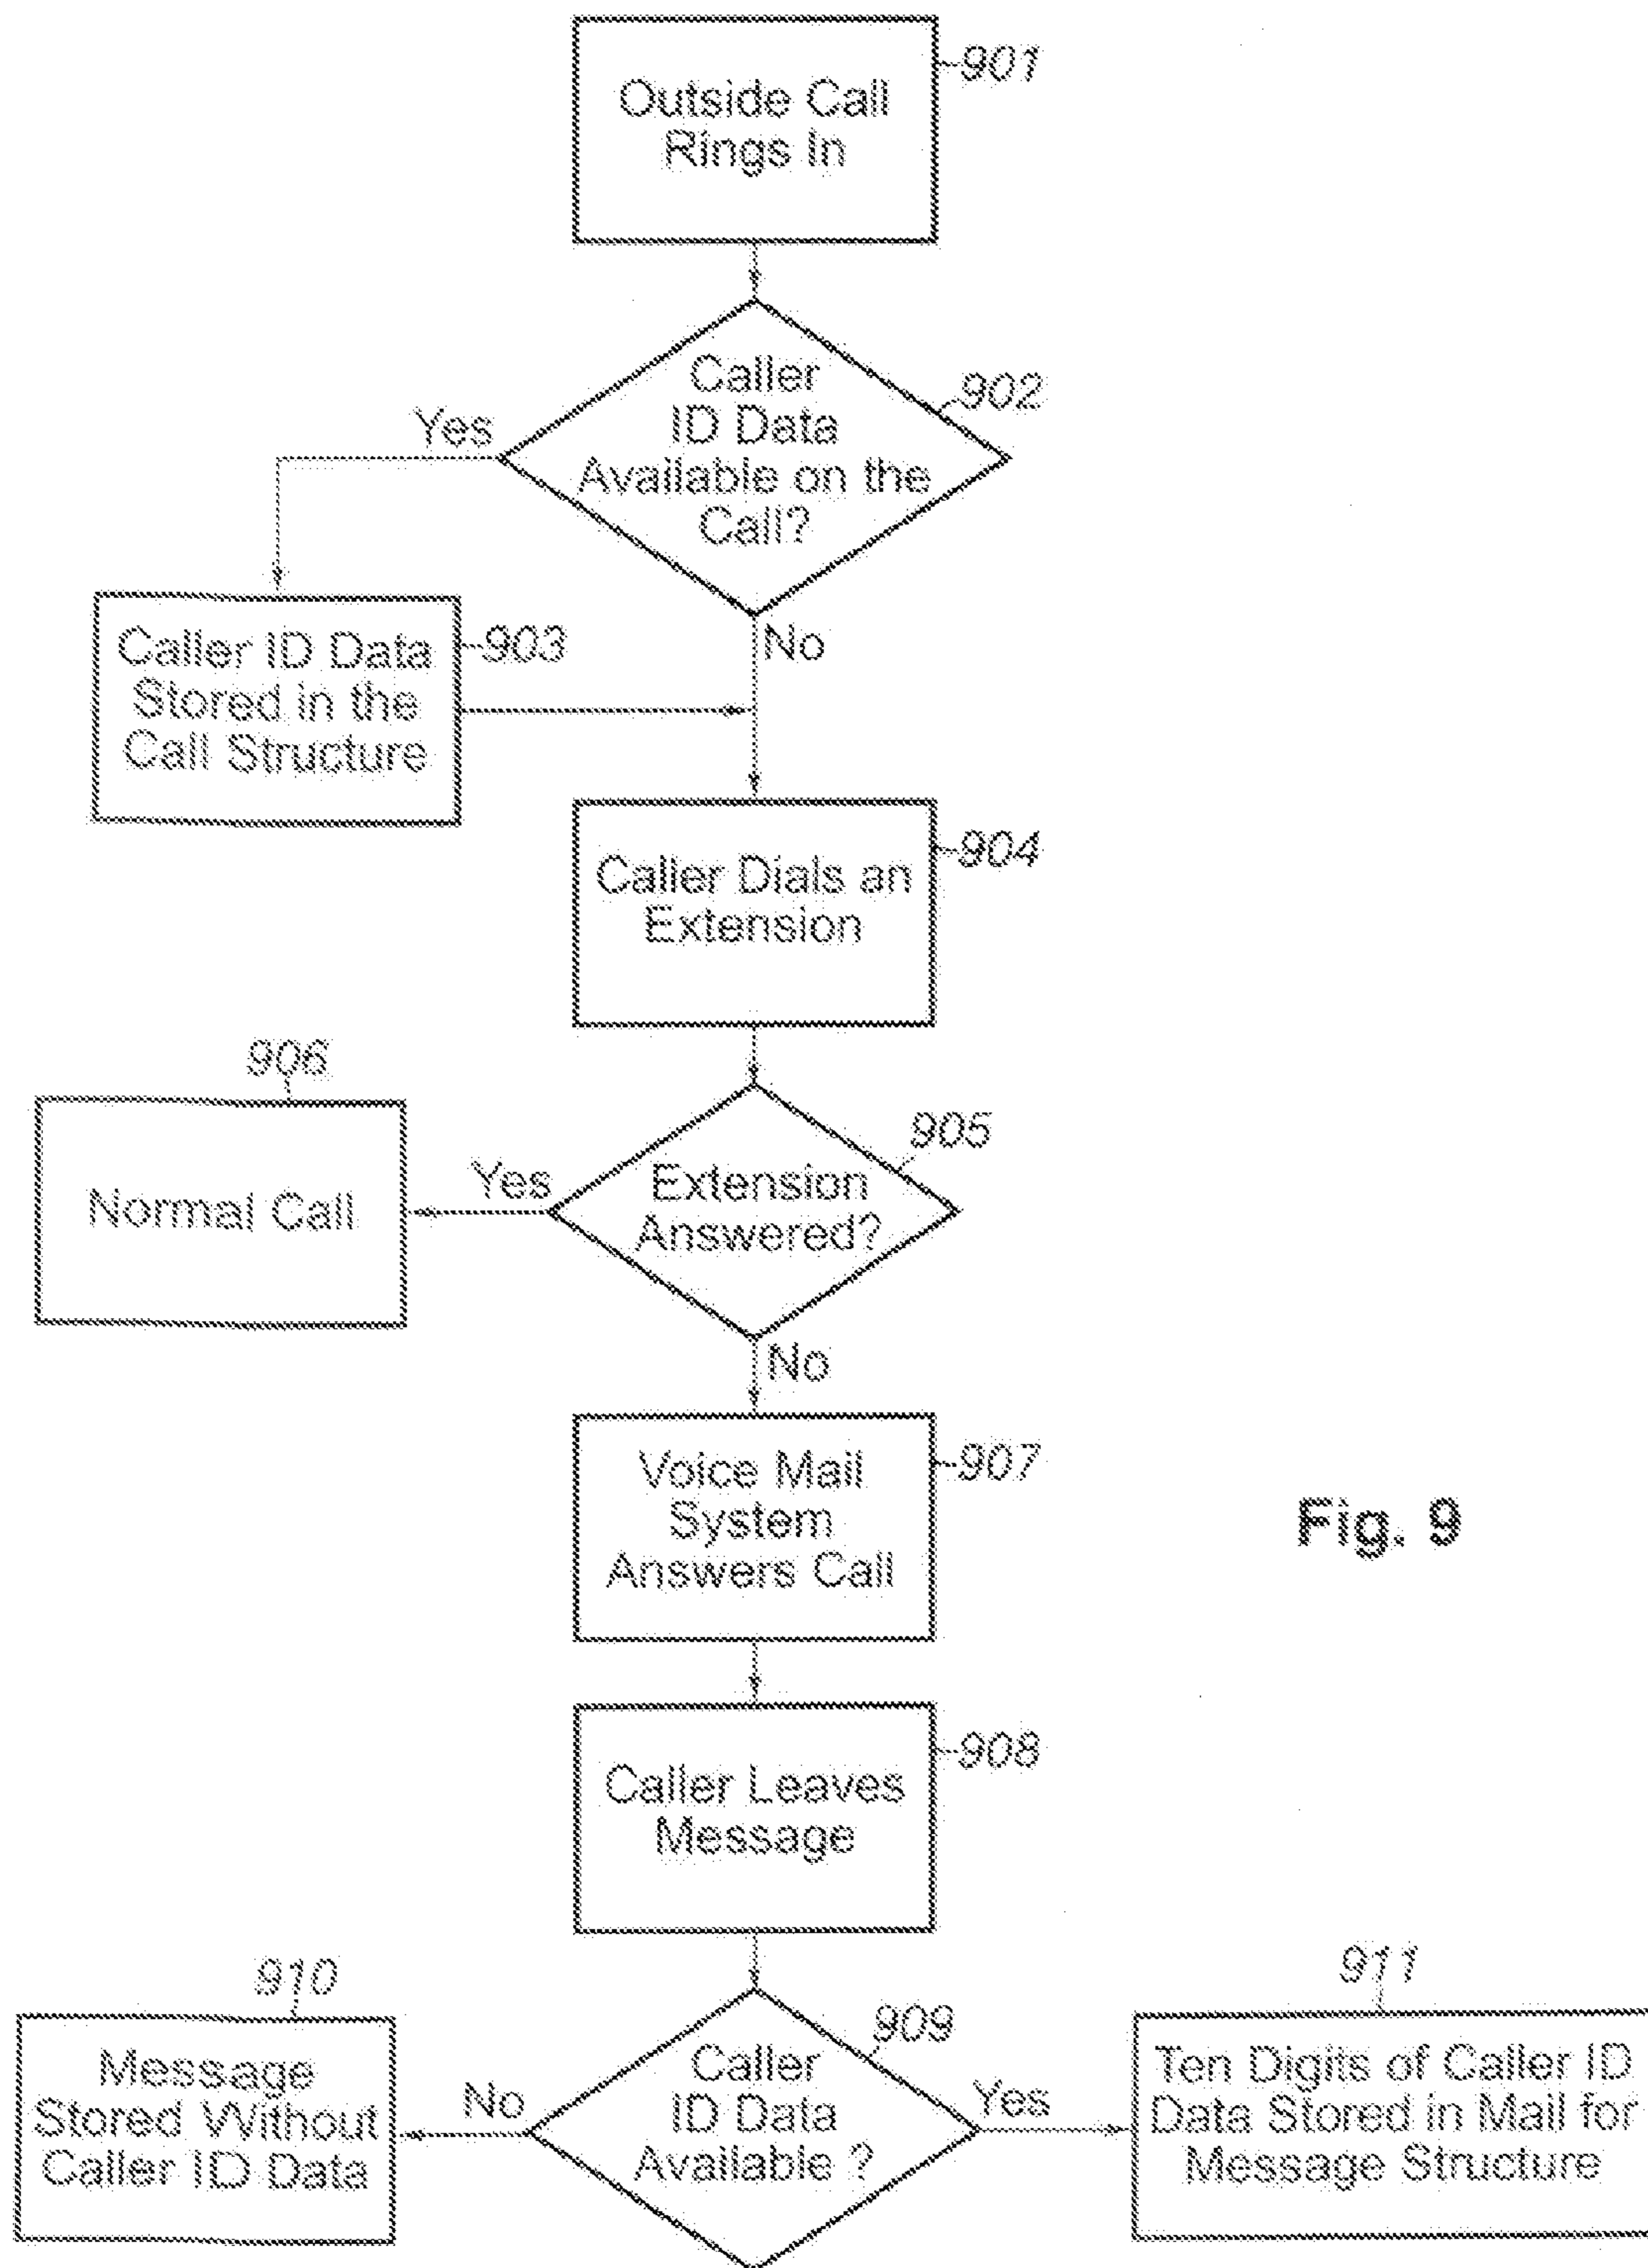 Outside Call
Rings In
901
Caller
ID Data
Available on the
Call?
902
Yes
No
Caller ID Data
Stored in the
Call Structure
903
Caller Dials an
Extension
904
906
Normal Call
Yes
Extension
Answered?
905
No
Voice Mail
System
Answers Call
907
Fig. 9
Caller Leaves
Message
908
910
Message
Stored Without
Caller ID Data
No
Caller
ID Data
Available ?
909
Yes
911
Ten Digits of Caller ID
Data Stored in Mail for
Message Structure